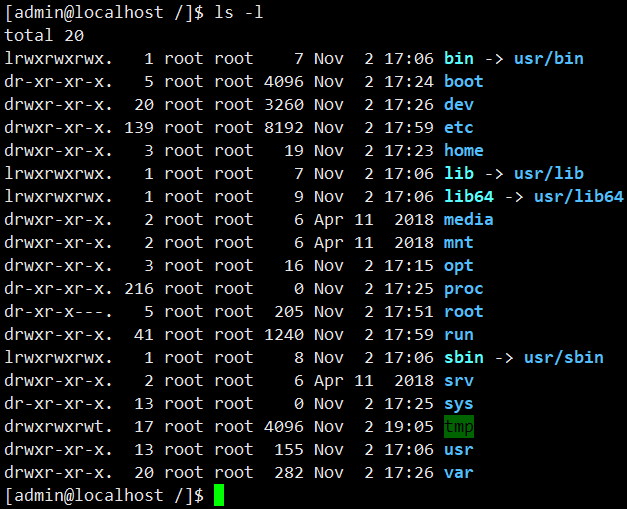 [admin@localhost /]$ ls -l
total 20
lrwxrwxrwx.   1 root root    7 Nov  2 17:06 bin -> usr/bin
dr-xr-xr-x.   5 root root 4096 Nov  2 17:24 boot
drwxr-xr-x.  20 root root 3260 Nov  2 17:26 dev
drwxr-xr-x. 139 root root 8192 Nov  2 17:59 etc
drwxr-xr-x.   3 root root   19 Nov  2 17:23 home
lrwxrwxrwx.   1 root root    7 Nov  2 17:06 lib -> usr/lib
lrwxrwxrwx.   1 root root    9 Nov  2 17:06 lib64 -> usr/lib64
drwxr-xr-x.   2 root root    6 Apr 11  2018 media
drwxr-xr-x.   2 root root    6 Apr 11  2018 mnt
drwxr-xr-x.   3 root root   16 Nov  2 17:15 opt
dr-xr-xr-x. 216 root root    0 Nov  2 17:25 proc
dr-xr-x---.   5 root root  205 Nov  2 17:51 root
drwxr-xr-x.  41 root root 1240 Nov  2 17:59 run
lrwxrwxrwx.   1 root root    8 Nov  2 17:06 sbin -> usr/sbin
drwxr-xr-x.   2 root root    6 Apr 11  2018 srv
dr-xr-xr-x.  13 root root    0 Nov  2 17:25 sys
drwxrwxrwt.  17 root root 4096 Nov  2 19:05 tmp
drwxr-xr-x.  13 root root  155 Nov  2 17:06 usr
drwxr-xr-x.  20 root root  282 Nov  2 17:26 var
[admin@localhost /]$